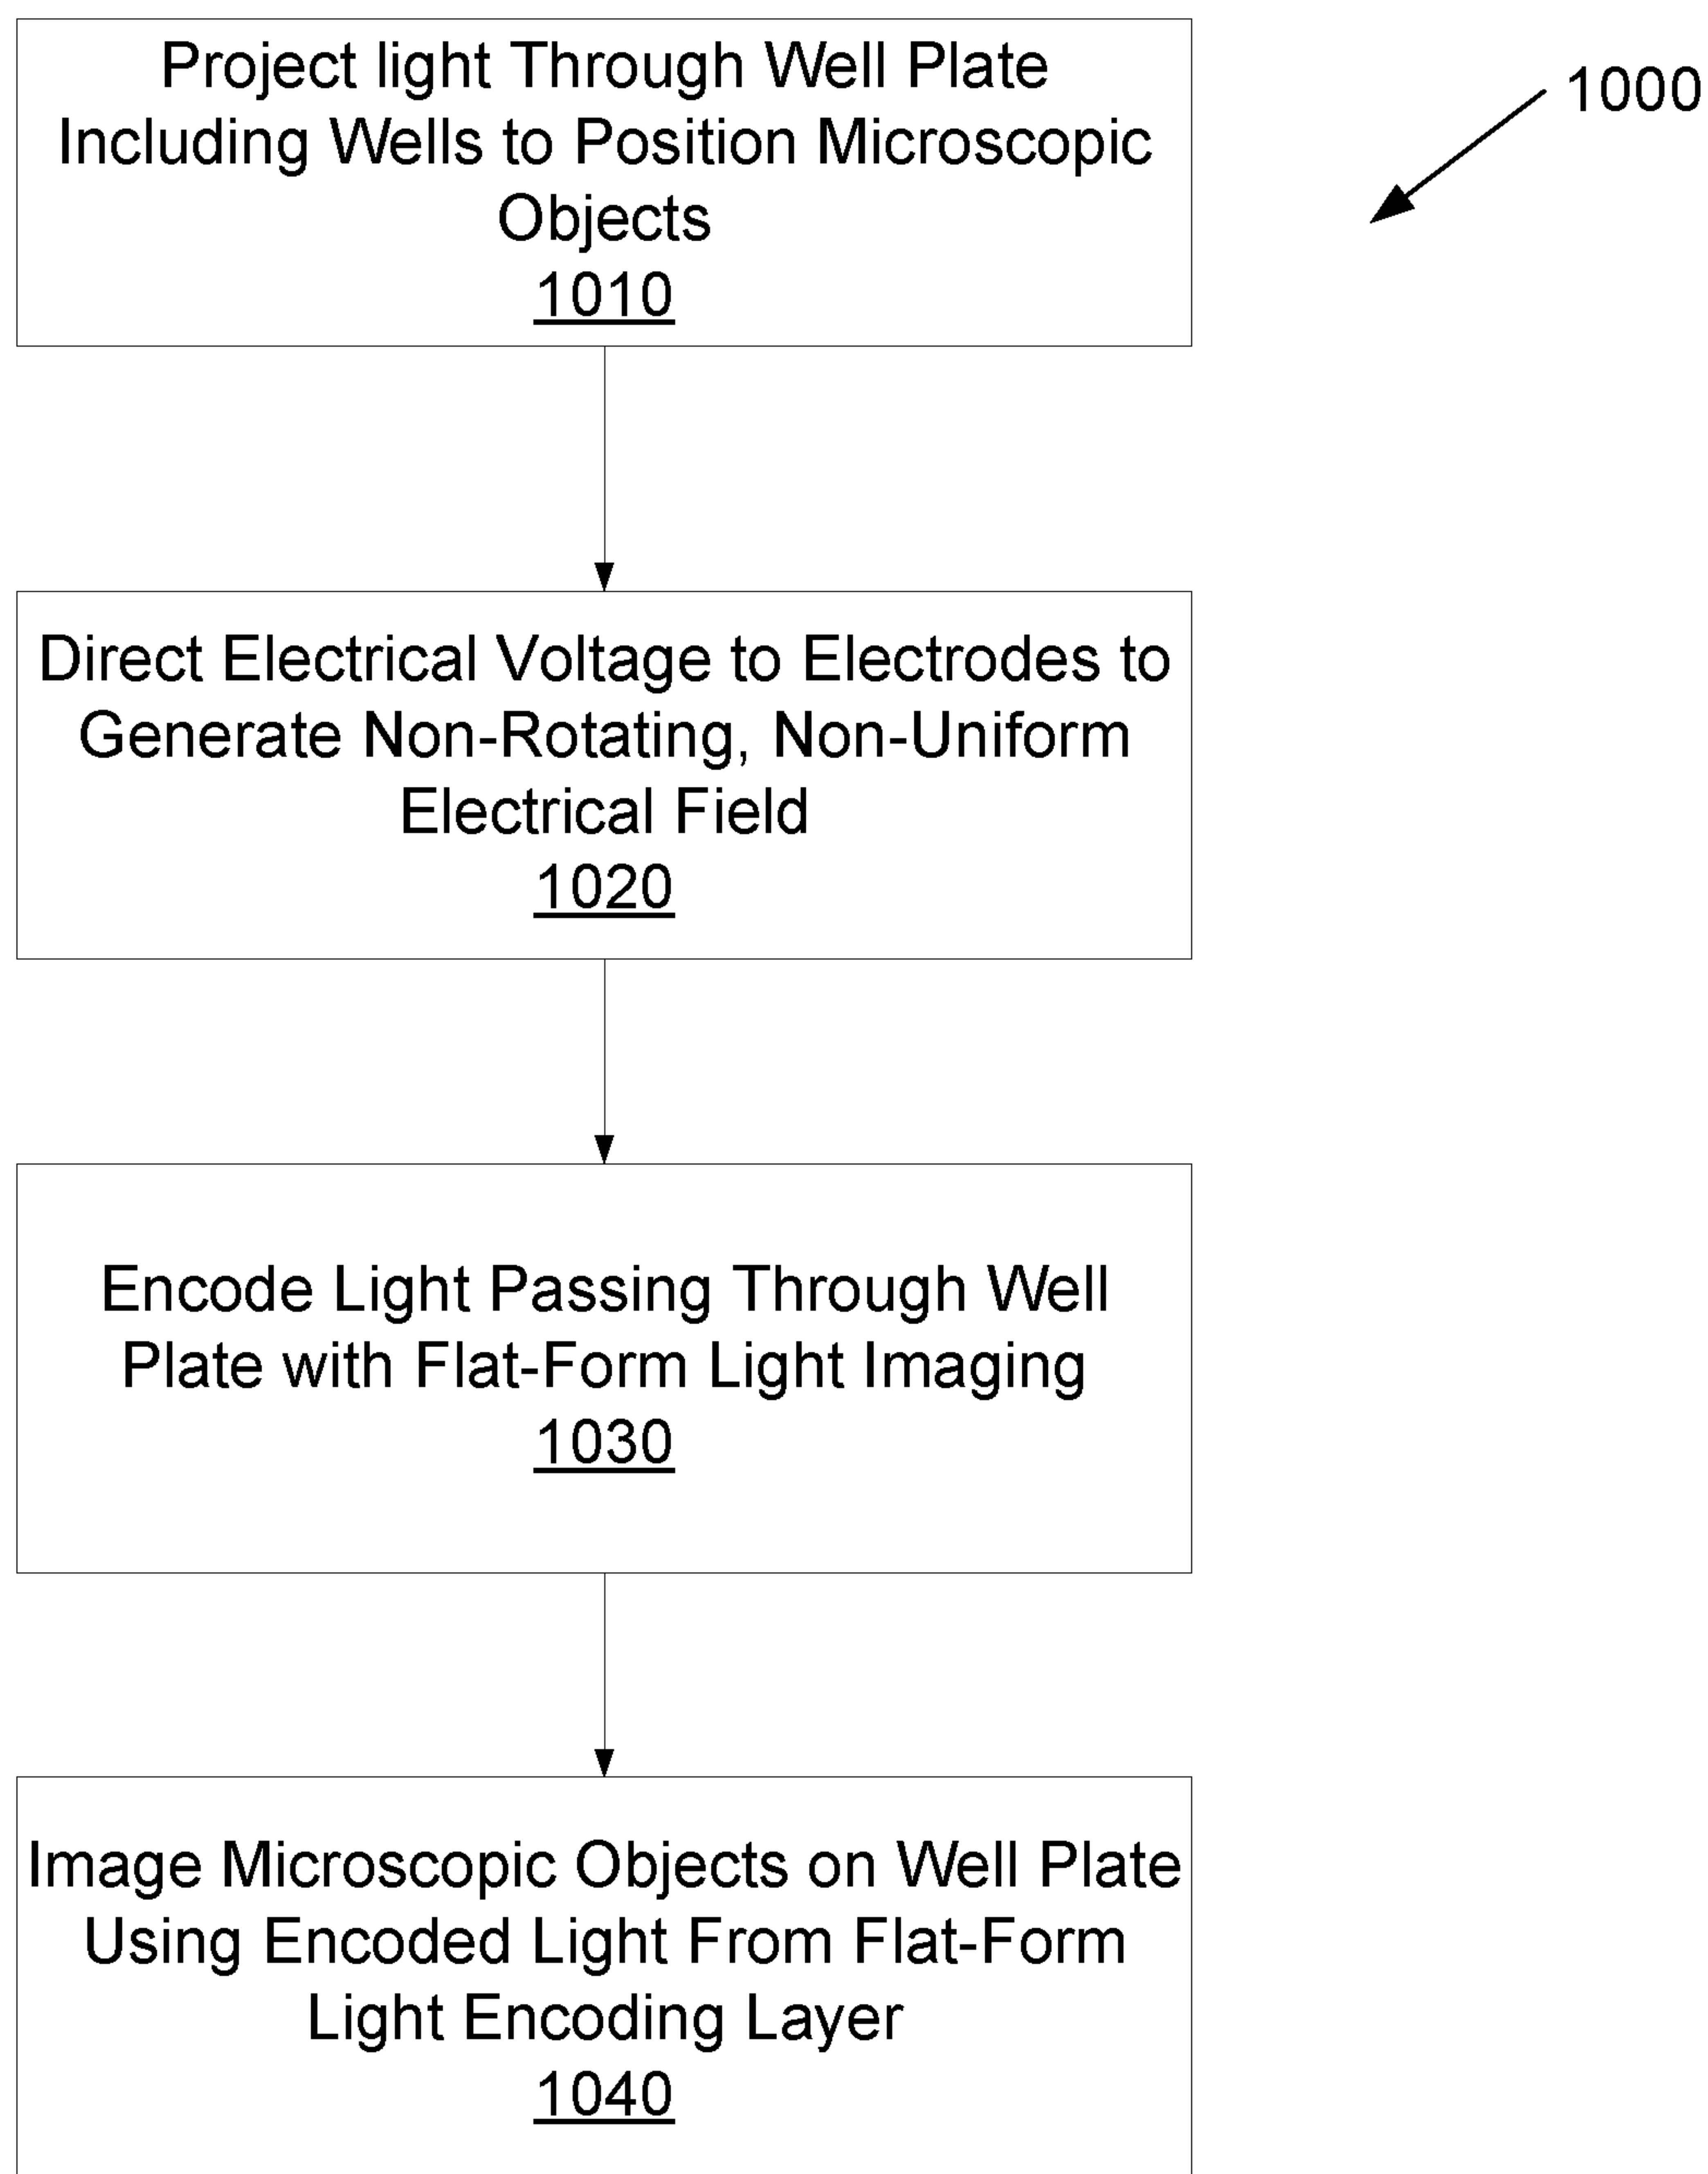 Project light Through Well Plate
Including Wells to Position Microscopic
Objects
1010
1000
Direct Electrical Voltage to Electrodes to
Generate Non-Rotating, Non-Uniform
Electrical Field
1020
Encode Light Passing Through Well
Plate with Flat-Form Light Imaging
1030
Image Microscopic Objects on Well Plate
Using Encoded Light From Flat-Form
Light Encoding Layer
1040